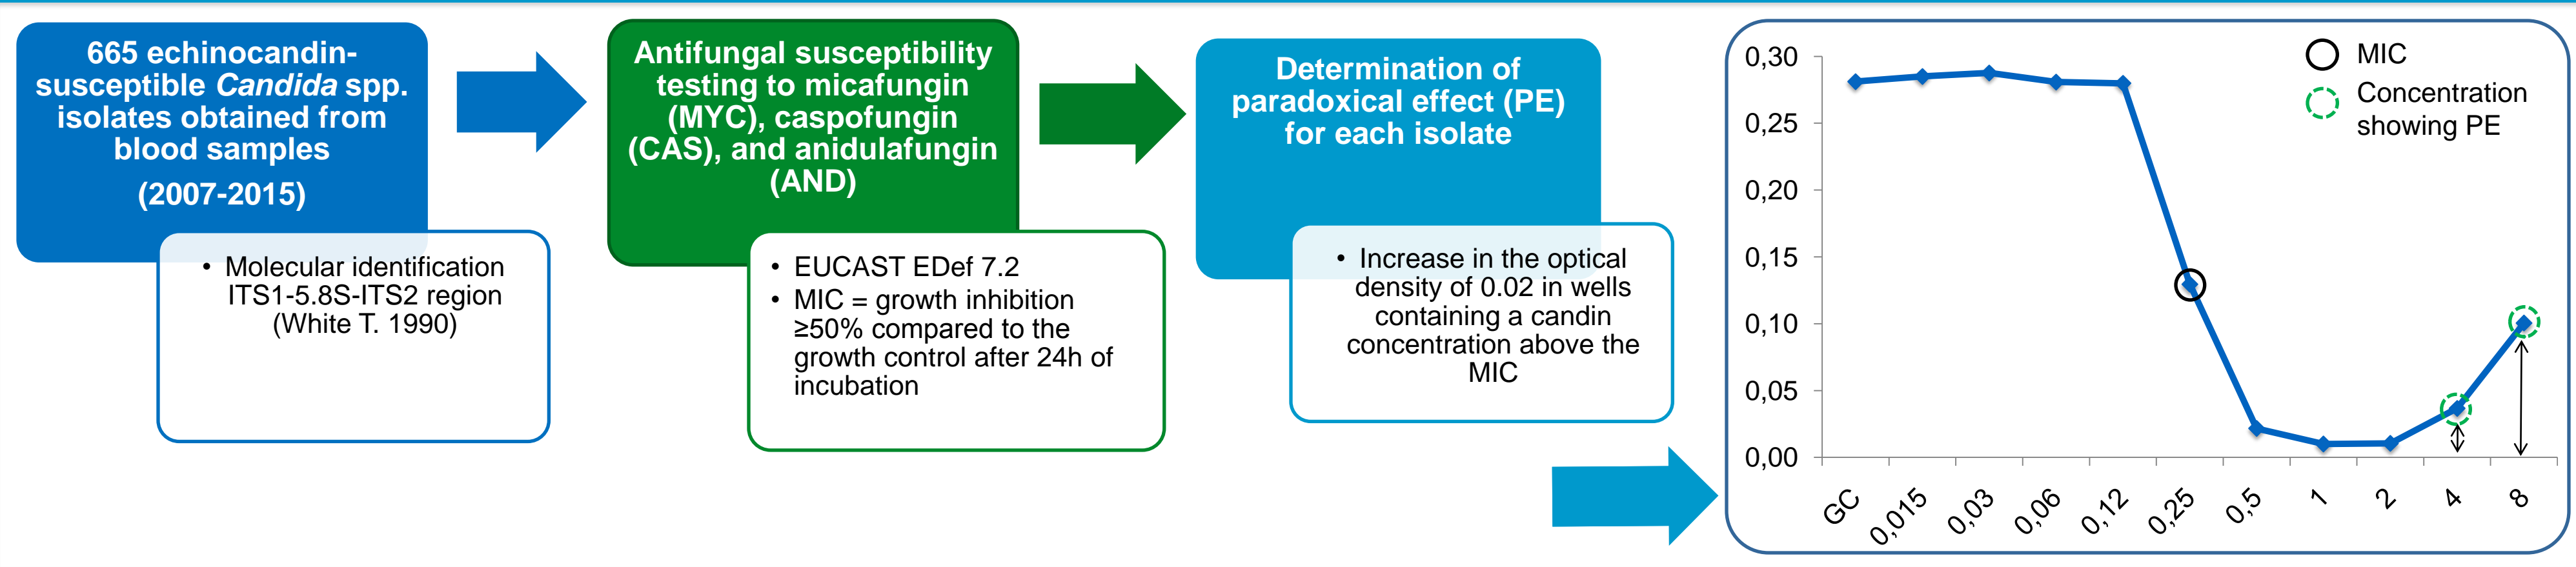 665 echinocandin-
susceptible Candida spp.
isolates obtained from
blood samples
(2007-2015)
• Molecular identification
ITS1-5.8S-ITS2 region
(White T. 1990)
Antifungal susceptibility
testing to micafungin
(MYC), caspofungin
(CAS), and anidulafungin
(AND)
• EUCAST EDef 7.2
• MIC = growth inhibition
≥50% compared to the
growth control after 24h of
incubation
Determination of
paradoxical effect (PE)
for each isolate
• Increase in the optical
density of 0.02 in wells
containing a candin
concentration above the
MIC
MIC
Concentration
showing PE
0,30
0,25
0,20
0,15
0,10
0,05
0,00
GC
0,015
0,03
0,06
0,12
0,25
0,5
1
2
4
8